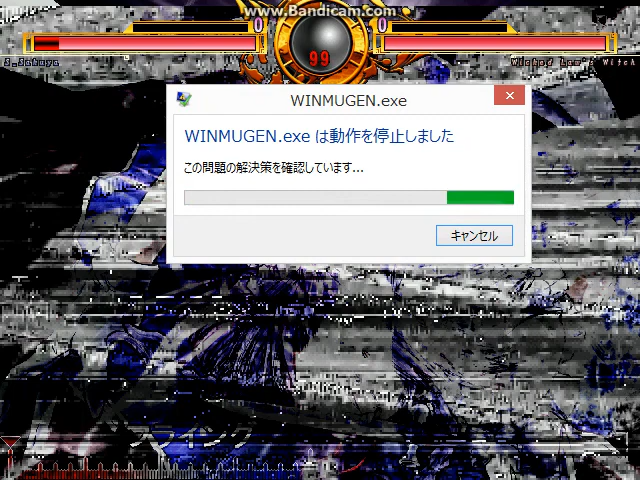 www.Bandicam.com
0
0
99
S_Sakuya
Wicked Law's Witch
WINMUGEN.exe
WINMUGEN.exe は動作を停止しました
この問題の解決策を確認しています...
キャンセル